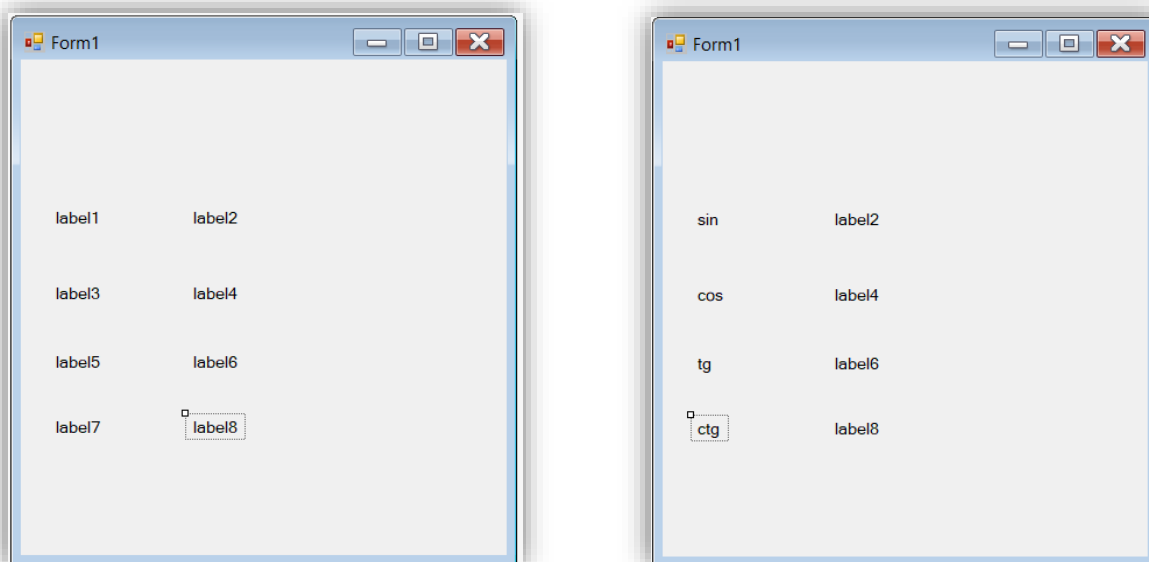 Form1
label1 label2
label3 label4
label5 label6
label7 label8
Form1
sin label2
cos label4
tg label6
ctg label8